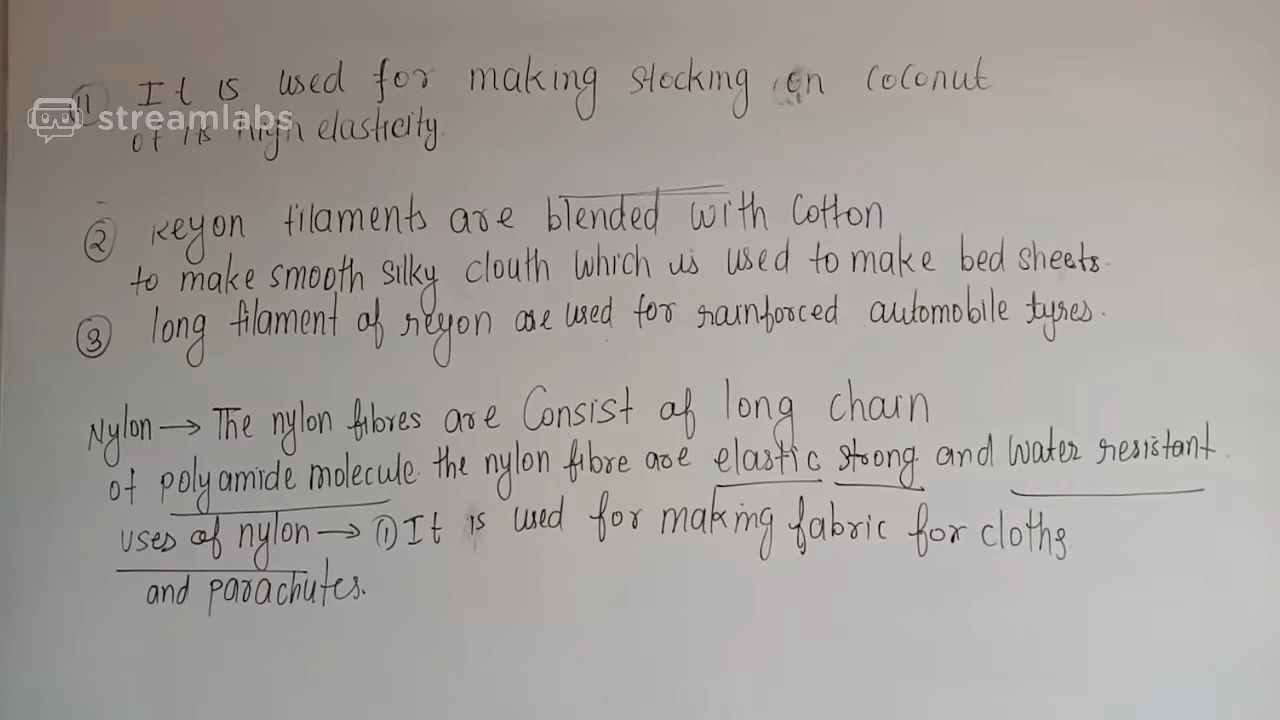 (1) It is used for making stocking on coconut
streamlabs
of its high elasticity.
(2) Reyon filaments are blended with Cotton
to make smooth silky clouth which is used to make bed sheets.
(3) long filament of reyon are used for rainforced automobile tyres.
Nylon → The nylon fibres are Consist of long chain
of polyamide molecule. the nylon fibre are elastic strong and water resistant.
uses of nylon → (1) It is used for making fabric for cloths
and parachutes.